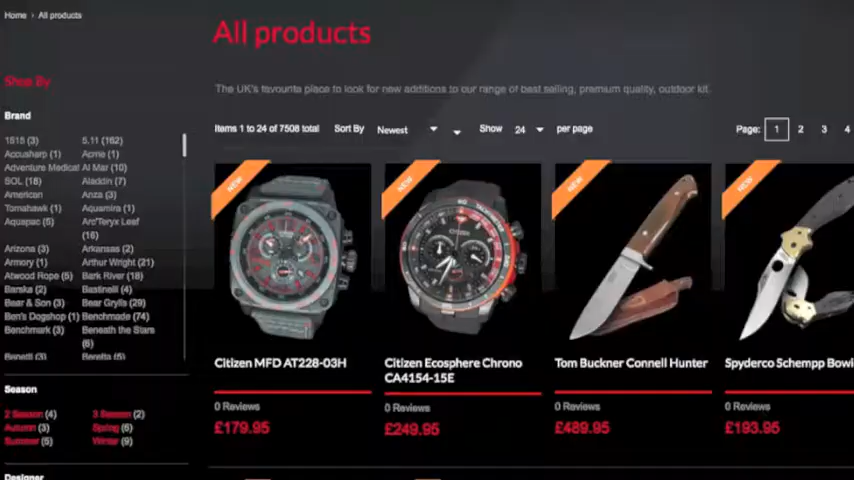 Home › All products
All products
The UK's favourite place to look for new additions to our range of best selling, premium quality, outdoor kit.
Items 1 to 24 of 7508 total Sort By Newest Show 24 per page Page: 1 2 3 4
Shop By
Brand
1515 (3) 5.11 (162)
Accusharp (1) Acme (1)
Adventure Medical Al Mar (10)
SOL (18) Aladdin (7)
American Anza (3)
Tomahawk (1) Aquamira (1)
Aquapac (5) Arc'Teryx Leaf
(16)
Arizona (3) Arkansas (2)
Armory (1) Arthur Wright (21)
Atwood Rope (5) Bark River (18)
Barska (2) Bastinelli (4)
Bear & Son (3) Bear Grylls (29)
Ben's Dogshop (1) Benchmade (74)
Benchmark (3) Beneath the Stars
(6)
Benetti (3) Beretta (6)
Season
2 Season (4) 3 Season (2)
Autumn (3) Spring (6)
Summer (5) Winter (9)
Designer
NEW NEW NEW NEW
CITIZEN
Citizen MFD AT228-03H
0 Reviews
£179.95
Citizen Ecosphere Chrono
CA4154-15E
0 Reviews
£249.95
Tom Buckner Connell Hunter
0 Reviews
£489.95
Spyderco Schempp Bowi
0 Reviews
£193.95